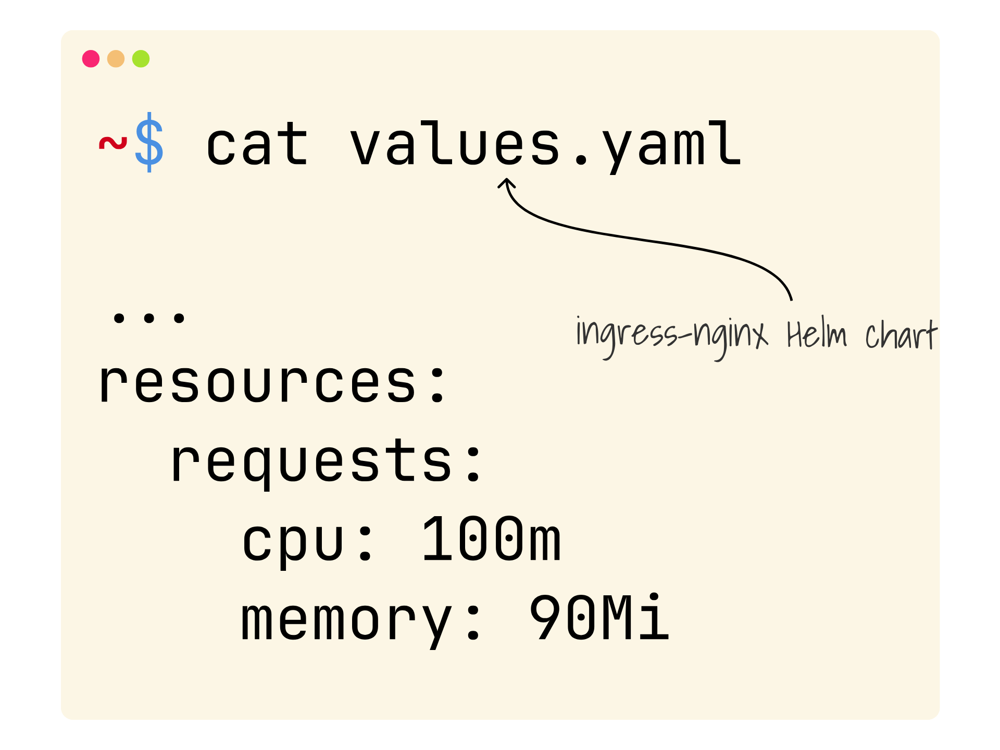 ~$ cat values.yaml
...
ingress-nginx Helm chart
resources:
requests:
cpu: 100m
memory: 90Mi